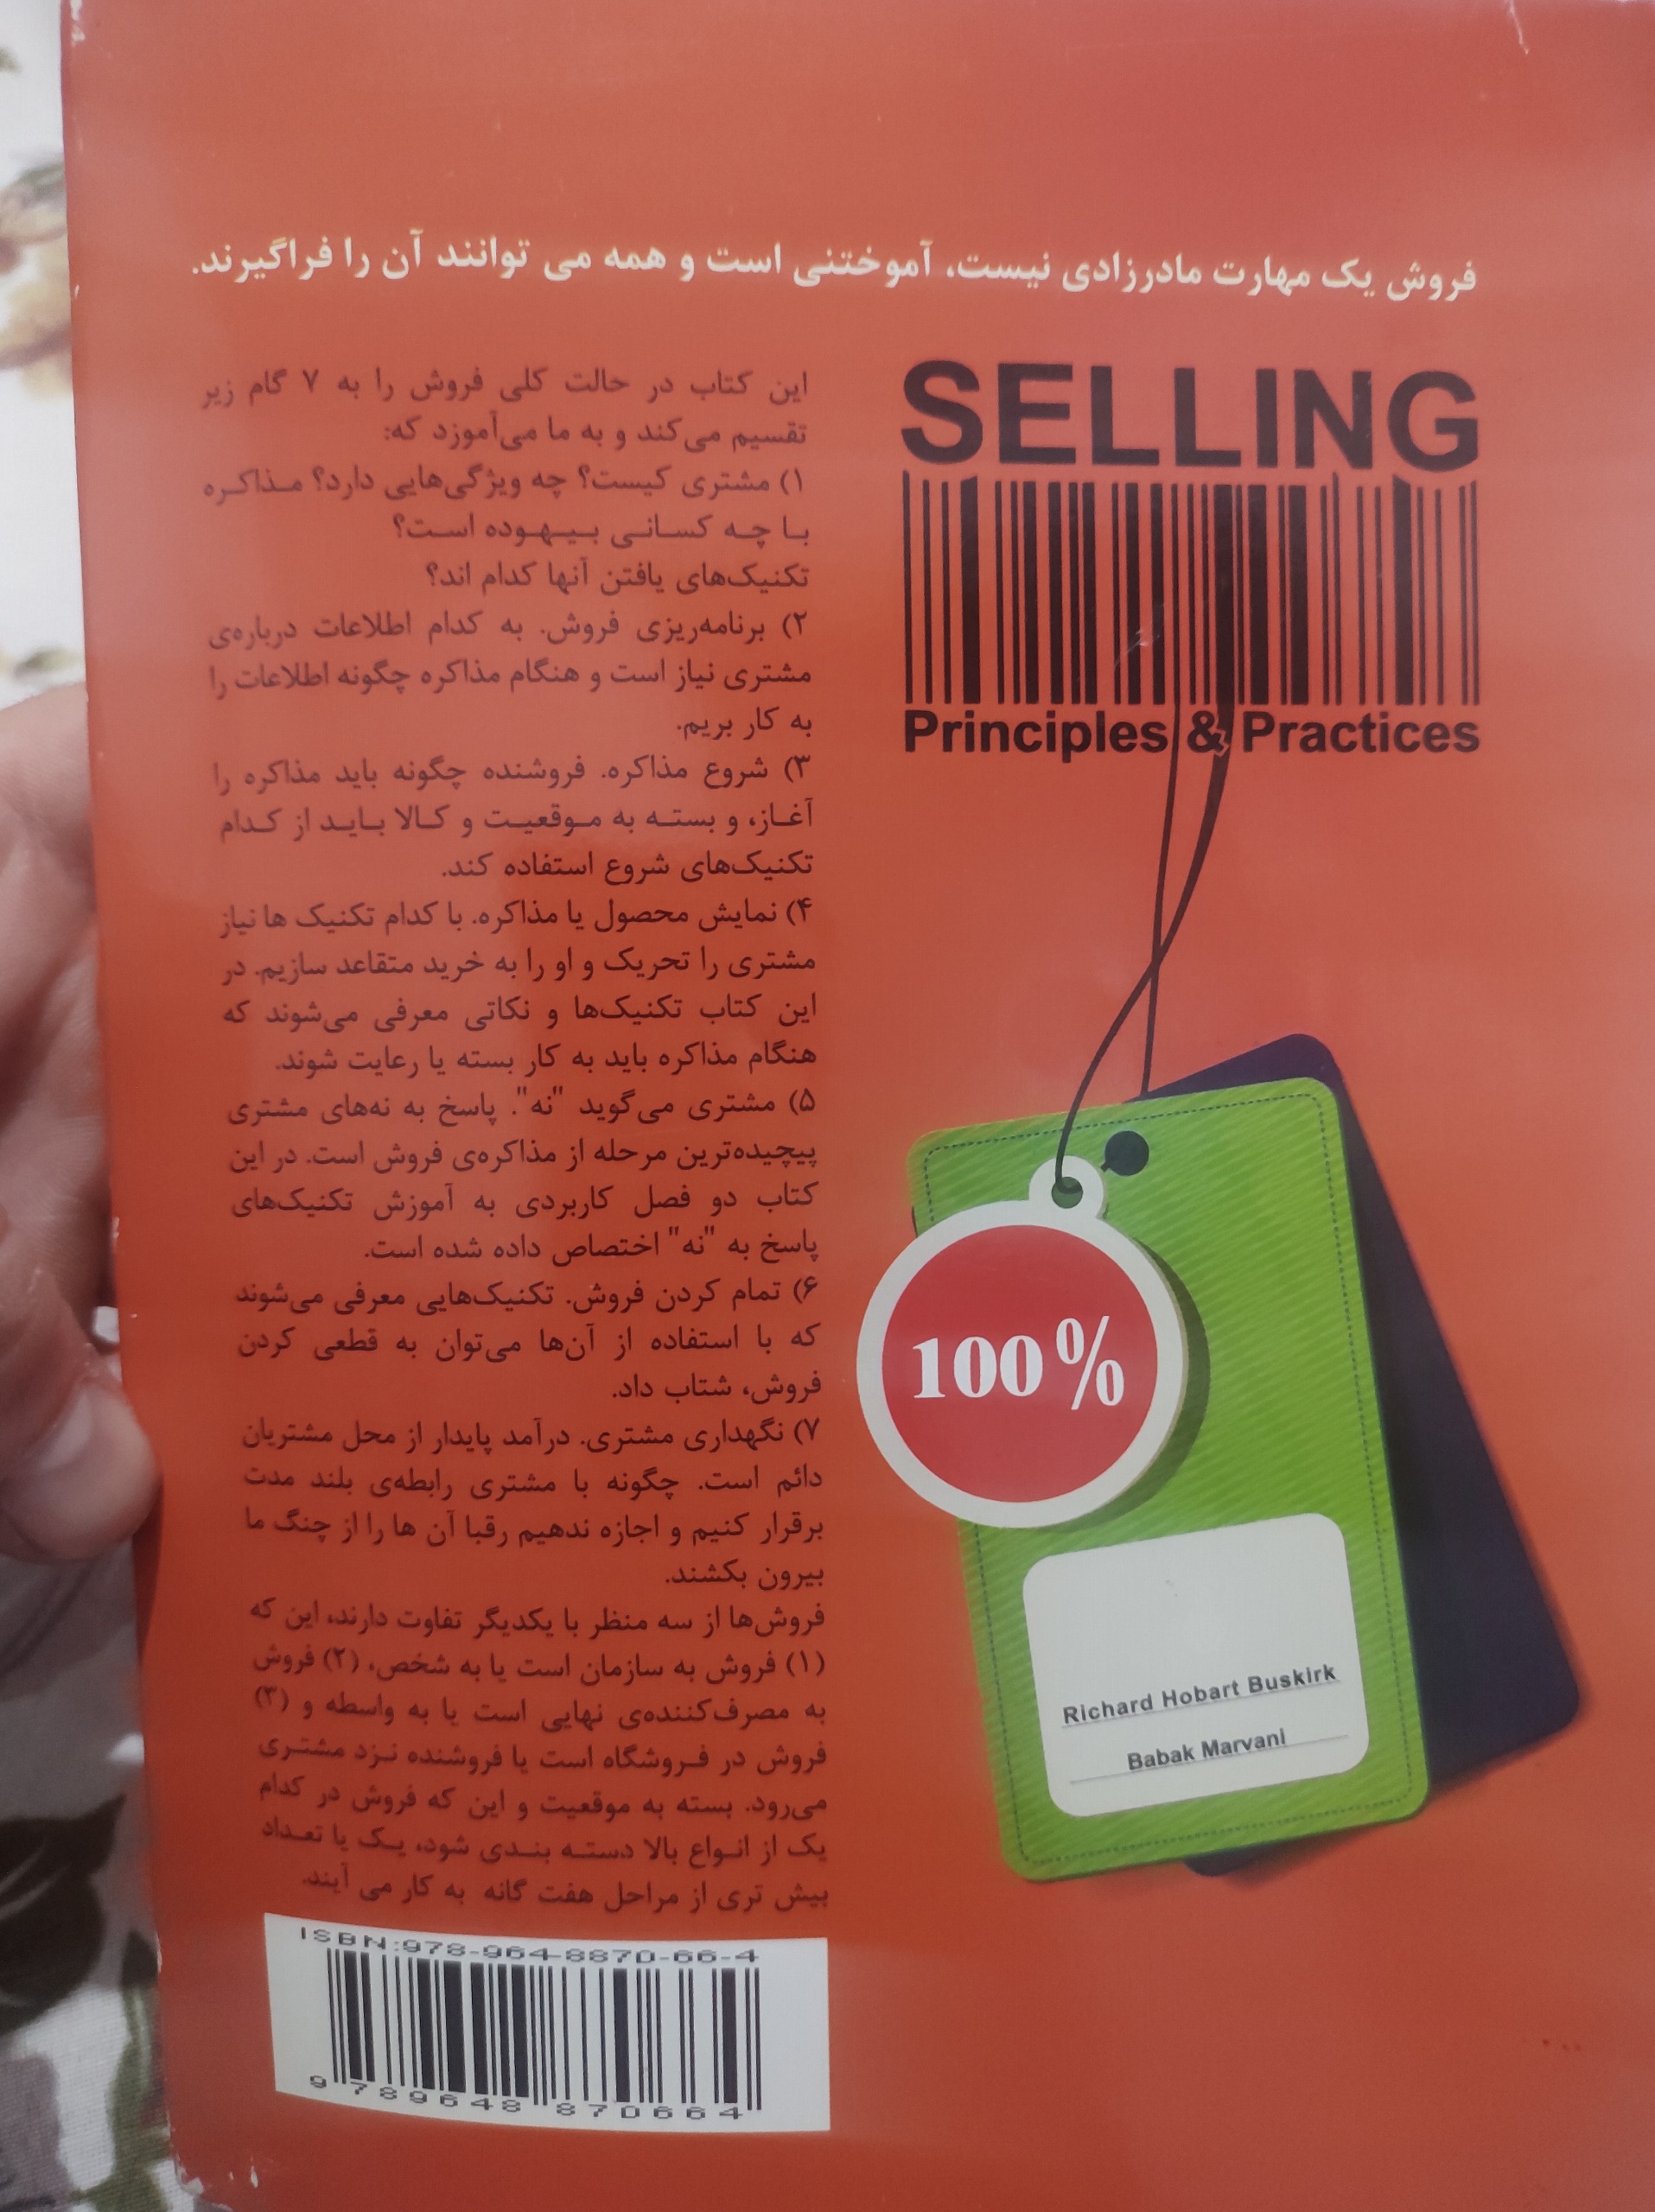 فروش یک مهارت مادرزادی نیست، آموختنی است و همه می توانند آن را فراگیرند.
SELLING
Principles & Practices
این کتاب در حالت کلی فروش را به ۷ گام زیر
تقسیم می‌کند و به ما می‌آموزد که:
۱) مشتری کیست؟ چه ویژگی‌هایی دارد؟ مذاکره
با چه کسانی بیهوده است؟
تکنیک‌های یافتن آنها کدام اند؟
۲) برنامه‌ریزی فروش. به کدام اطلاعات درباره‌ی
مشتری نیاز است و هنگام مذاکره چگونه اطلاعات را
به کار بریم.
۳) شروع مذاکره. فروشنده چگونه باید مذاکره را
آغاز، و بسته به موقعیت و کالا باید از کدام
تکنیک‌های شروع استفاده کند.
۴) نمایش محصول یا مذاکره. با کدام تکنیک ها نیاز
مشتری را تحریک و او را به خرید متقاعد سازیم. در
این کتاب تکنیک‌ها و نکاتی معرفی می‌شوند که
هنگام مذاکره باید به کار بسته یا رعایت شوند.
۵) مشتری می‌گوید "نه". پاسخ به نه‌های مشتری
پیچیده‌ترین مرحله از مذاکره‌ی فروش است. در این
کتاب دو فصل کاربردی به آموزش تکنیک‌های
پاسخ به "نه" اختصاص داده شده است.
۶) تمام کردن فروش. تکنیک‌هایی معرفی می‌شوند
که با استفاده از آن‌ها می‌توان به قطعی کردن
فروش، شتاب داد.
۷) نگهداری مشتری. درآمد پایدار از محل مشتریان
دائم است. چگونه با مشتری رابطه‌ی بلند مدت
برقرار کنیم و اجازه ندهیم رقبا آن ها را از چنگ ما
بیرون بکشند.
فروش‌ها از سه منظر با یکدیگر تفاوت دارند، این که
(۱) فروش به سازمان است یا به شخص، (۲) فروش
به مصرف‌کننده‌ی نهایی است یا به واسطه و (۳)
فروش در فروشگاه است یا فروشنده نزد مشتری
می‌رود. بسته به موقعیت و این که فروش در کدام
یک از انواع بالا دسته بندی شود، یک یا تعداد
بیش تری از مراحل هفت گانه به کار می آیند.
100%
Richard Hobart Buskirk
Babak Marvani
ISBN:978-964-8870-66-4
9 789648 870664